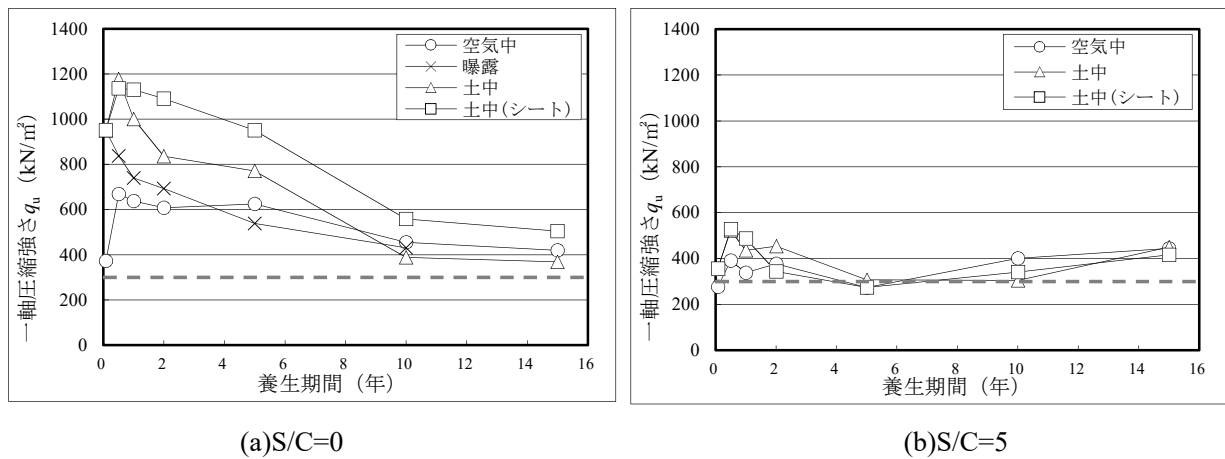 1400
1200
1000
800
600
400
200
0
一軸圧縮強さqu (kN/㎡)
空気中
曝露
土中
土中(シート)
0 2 4 6 8 10 12 14 16
養生期間（年）
(a)S/C=0
1400
1200
1000
800
600
400
200
0
一軸圧縮強さqu (kN/㎡)
空気中
土中
土中(シート)
0 2 4 6 8 10 12 14 16
養生期間（年）
(b)S/C=5